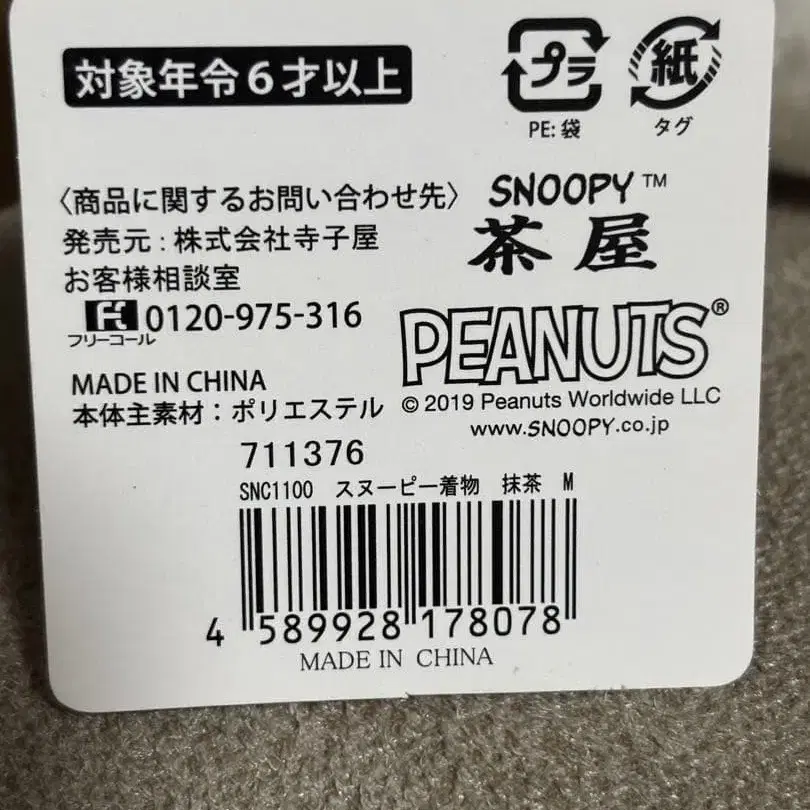 対象年令6才以上
プラ
PE:袋
紙
タグ
〈商品に関するお問い合わせ先〉
発売元:株式会社寺子屋
お客様相談室
0120-975-316
フリーコール
SNOOPY™
茶屋
PEANUTS®
© 2019 Peanuts Worldwide LLC
www.SNOOPY.co.jp
MADE IN CHINA
本体主素材:ポリエステル
711376
SNC1100 スヌーピー着物 抹茶 M
4 589928 178078
MADE IN CHINA